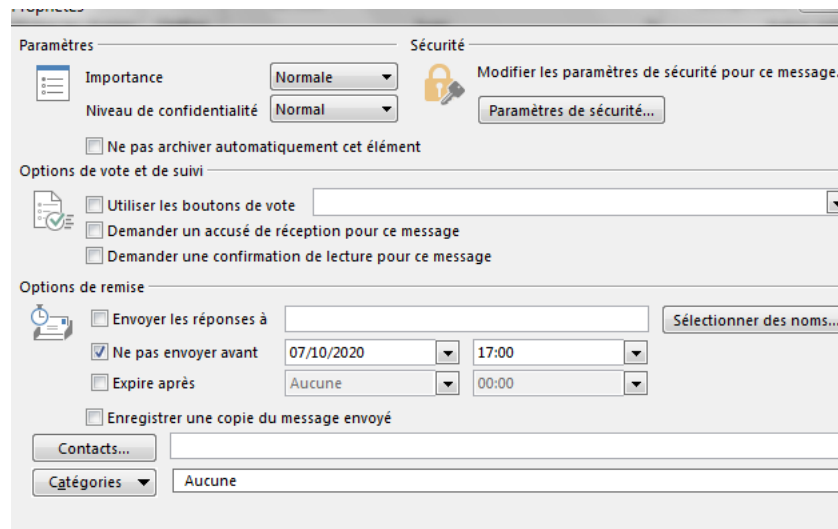 Propriétés
Paramètres
Sécurité
Importance
Normale
Modifier les paramètres de sécurité pour ce message.
Niveau de confidentialité
Normal
Paramètres de sécurité...
Ne pas archiver automatiquement cet élément
Options de vote et de suivi
Utiliser les boutons de vote
Demander un accusé de réception pour ce message
Demander une confirmation de lecture pour ce message
Options de remise
Envoyer les réponses à
Sélectionner des noms...
Ne pas envoyer avant
07/10/2020
17:00
Expire après
Aucune
00:00
Enregistrer une copie du message envoyé
Contacts...
Catégories
Aucune